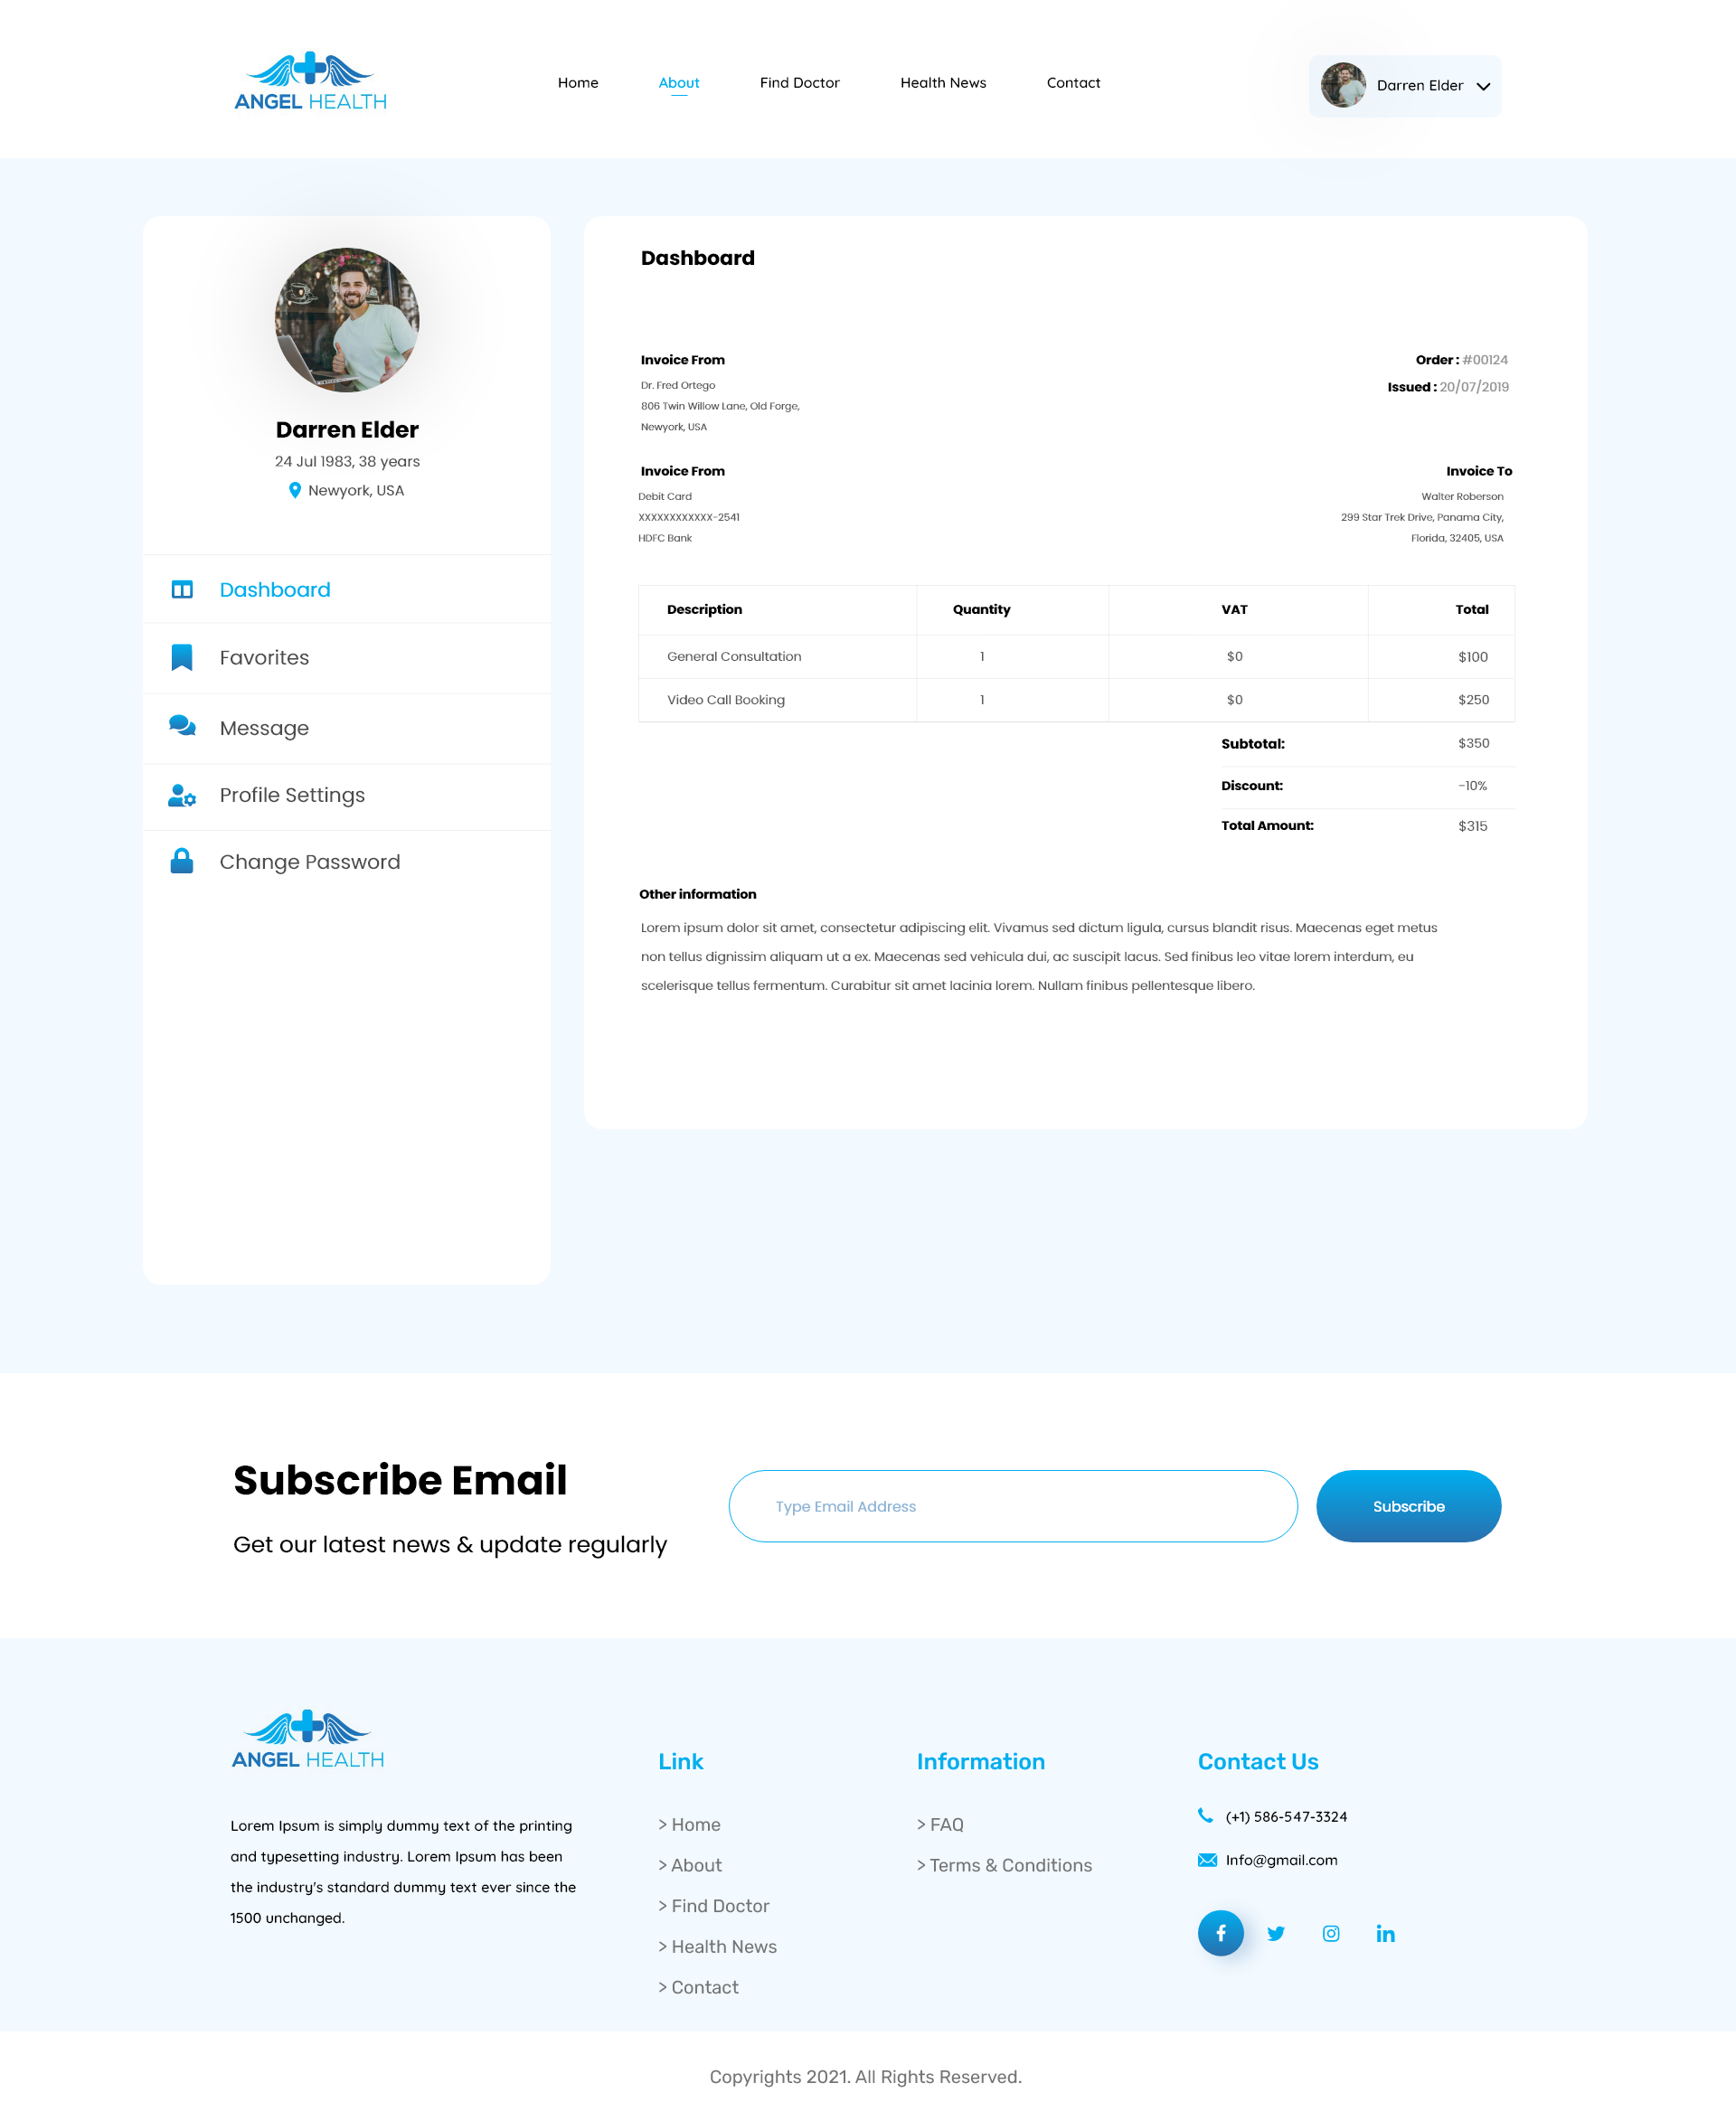 ANGEL HEALTH
Home About Find Doctor Health News Contact
Darren Elder
Darren Elder
24 Jul 1983, 38 years
Newyork, USA
Dashboard
Favorites
Message
Profile Settings
Change Password
Dashboard
Invoice From
Dr. Fred Ortego
806 Twin Willow Lane, Old Forge,
Newyork, USA
Order : #00124
Issued : 20/07/2019
Invoice From
Debit Card
XXXXXXXXXXXX-2541
HDFC Bank
Invoice To
Walter Roberson
299 Star Trek Drive, Panama City,
Florida, 32405, USA
Description Quantity VAT Total
General Consultation 1 $0 $100
Video Call Booking 1 $0 $250
Subtotal: $350
Discount: -10%
Total Amount: $315
Other information
Lorem ipsum dolor sit amet, consectetur adipiscing elit. Vivamus sed dictum ligula, cursus blandit risus. Maecenas eget metus
non tellus dignissim aliquam ut a ex. Maecenas sed vehicula dui, ac suscipit lacus. Sed finibus leo vitae lorem interdum, eu
scelerisque tellus fermentum. Curabitur sit amet lacinia lorem. Nullam finibus pellentesque libero.
Subscribe Email
Get our latest news & update regularly
Type Email Address
Subscribe
ANGEL HEALTH
Lorem Ipsum is simply dummy text of the printing
and typesetting industry. Lorem Ipsum has been
the industry's standard dummy text ever since the
1500 unchanged.
Link
> Home
> About
> Find Doctor
> Health News
> Contact
Information
> FAQ
> Terms & Conditions
Contact Us
(+1) 586-547-3324
Info@gmail.com
Copyrights 2021. All Rights Reserved.